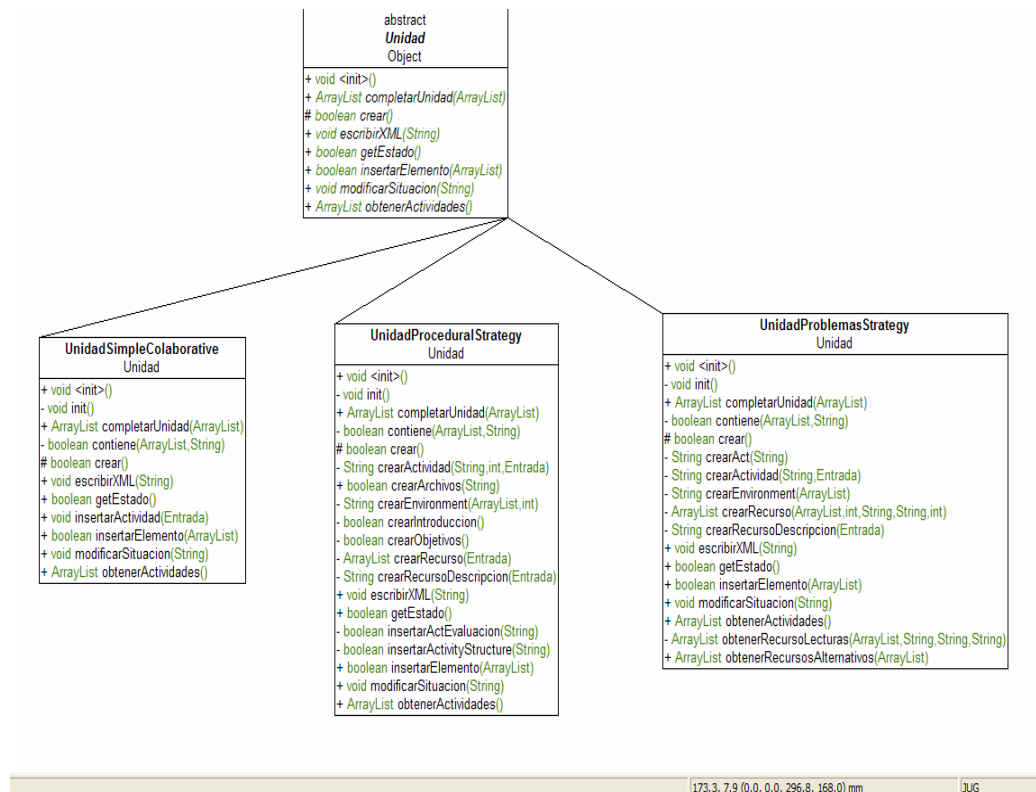 abstract
Unidad
Object
+ void <init>()
+ ArrayList completarUnidad(ArrayList)
# boolean crear()
+ void escribirXML(String)
+ boolean getEstado()
+ boolean insertarElemento(ArrayList)
+ void modificarSituacion(String)
+ ArrayList obtenerActividades()
UnidadSimpleColaborative
Unidad
+ void <init>()
- void init()
+ ArrayList completarUnidad(ArrayList)
- boolean contiene(ArrayList,String)
# boolean crear()
+ void escribirXML(String)
+ boolean getEstado()
+ void insertarActividad(Entrada)
+ boolean insertarElemento(ArrayList)
+ void modificarSituacion(String)
+ ArrayList obtenerActividades()
UnidadProceduralStrategy
Unidad
+ void <init>()
- void init()
+ ArrayList completarUnidad(ArrayList)
- boolean contiene(ArrayList,String)
# boolean crear()
- String crearActividad(String,int,Entrada)
+ boolean crearArchivos(String)
- String crearEnvironment(ArrayList,int)
- boolean crearIntroduccion()
- boolean crearObjetivos()
- ArrayList crearRecurso(Entrada)
- String crearRecursoDescripcion(Entrada)
+ void escribirXML(String)
+ boolean getEstado()
- boolean insertarActEvaluacion(String)
- boolean insertarActivityStructure(String)
+ boolean insertarElemento(ArrayList)
+ void modificarSituacion(String)
+ ArrayList obtenerActividades()
UnidadProblemasStrategy
Unidad
+ void <init>()
- void init()
+ ArrayList completarUnidad(ArrayList)
- boolean contiene(ArrayList,String)
# boolean crear()
- String crearAct(String)
- String crearActividad(String,Entrada)
- String crearEnvironment(ArrayList)
- ArrayList crearRecurso(ArrayList,int,String,String,int)
- String crearRecursoDescripcion(Entrada)
+ void escribirXML(String)
+ boolean getEstado()
+ boolean insertarElemento(ArrayList)
+ void modificarSituacion(String)
+ ArrayList obtenerActividades()
- ArrayList obtenerRecursoLecturas(ArrayList,String,String,String)
+ ArrayList obtenerRecursosAlternativos(ArrayList)
173.3, 7.9 (0.0, 0.0, 296.8, 168.0) mm
JUG